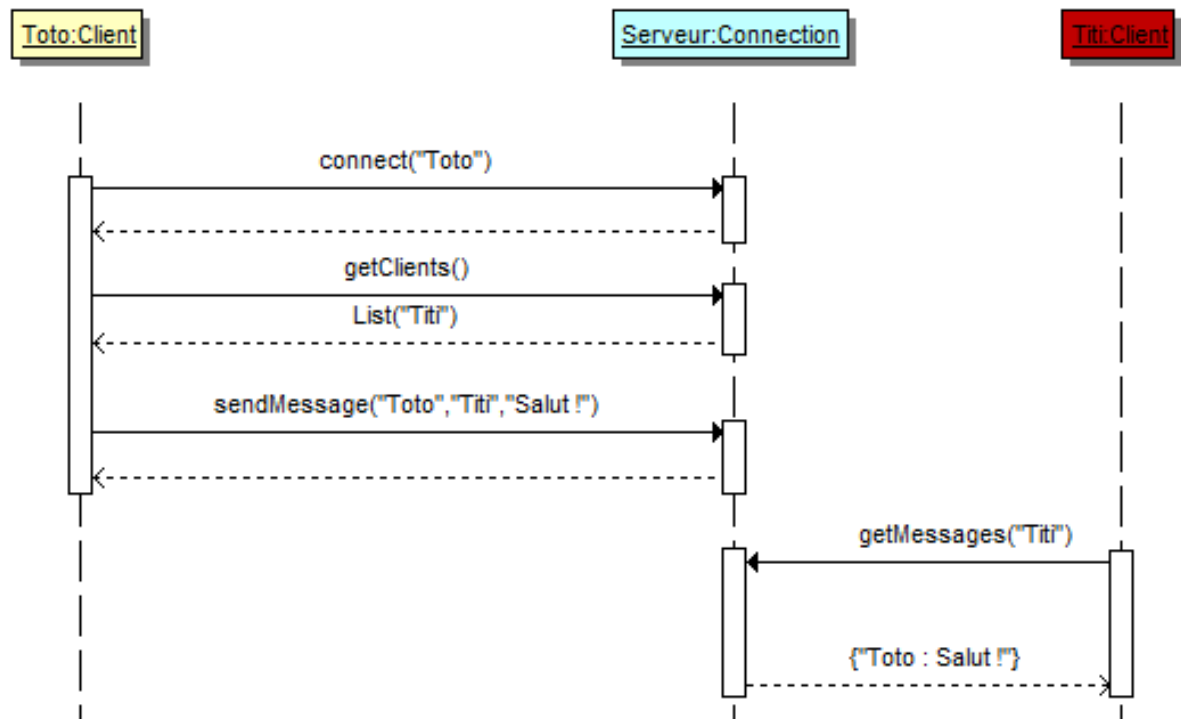 Toto:Client
Serveur:Connection
Titi:Client
connect("Toto")
getClients()
List("Titi")
sendMessage("Toto","Titi","Salut !")
getMessages("Titi")
{"Toto : Salut !"}